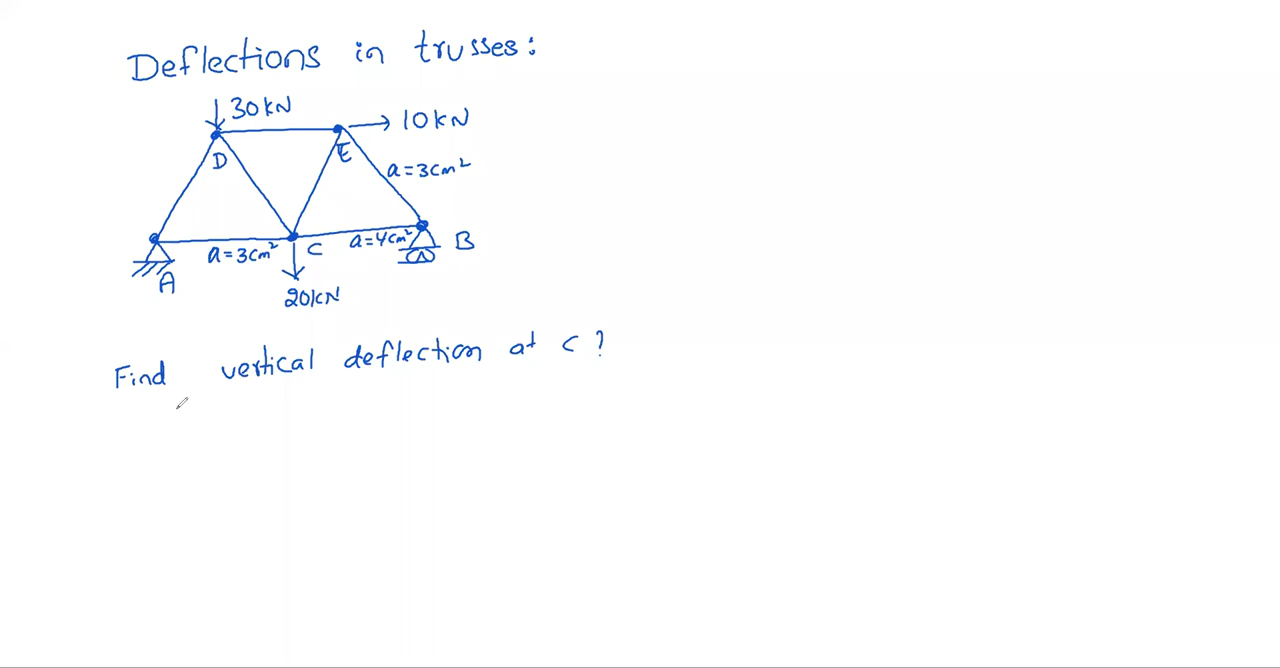 Deflections in trusses:
30kN
10kN
D
E
a=3cm²
a=3cm²
C
a=4cm²
B
A
20kN
Find vertical deflection at c?